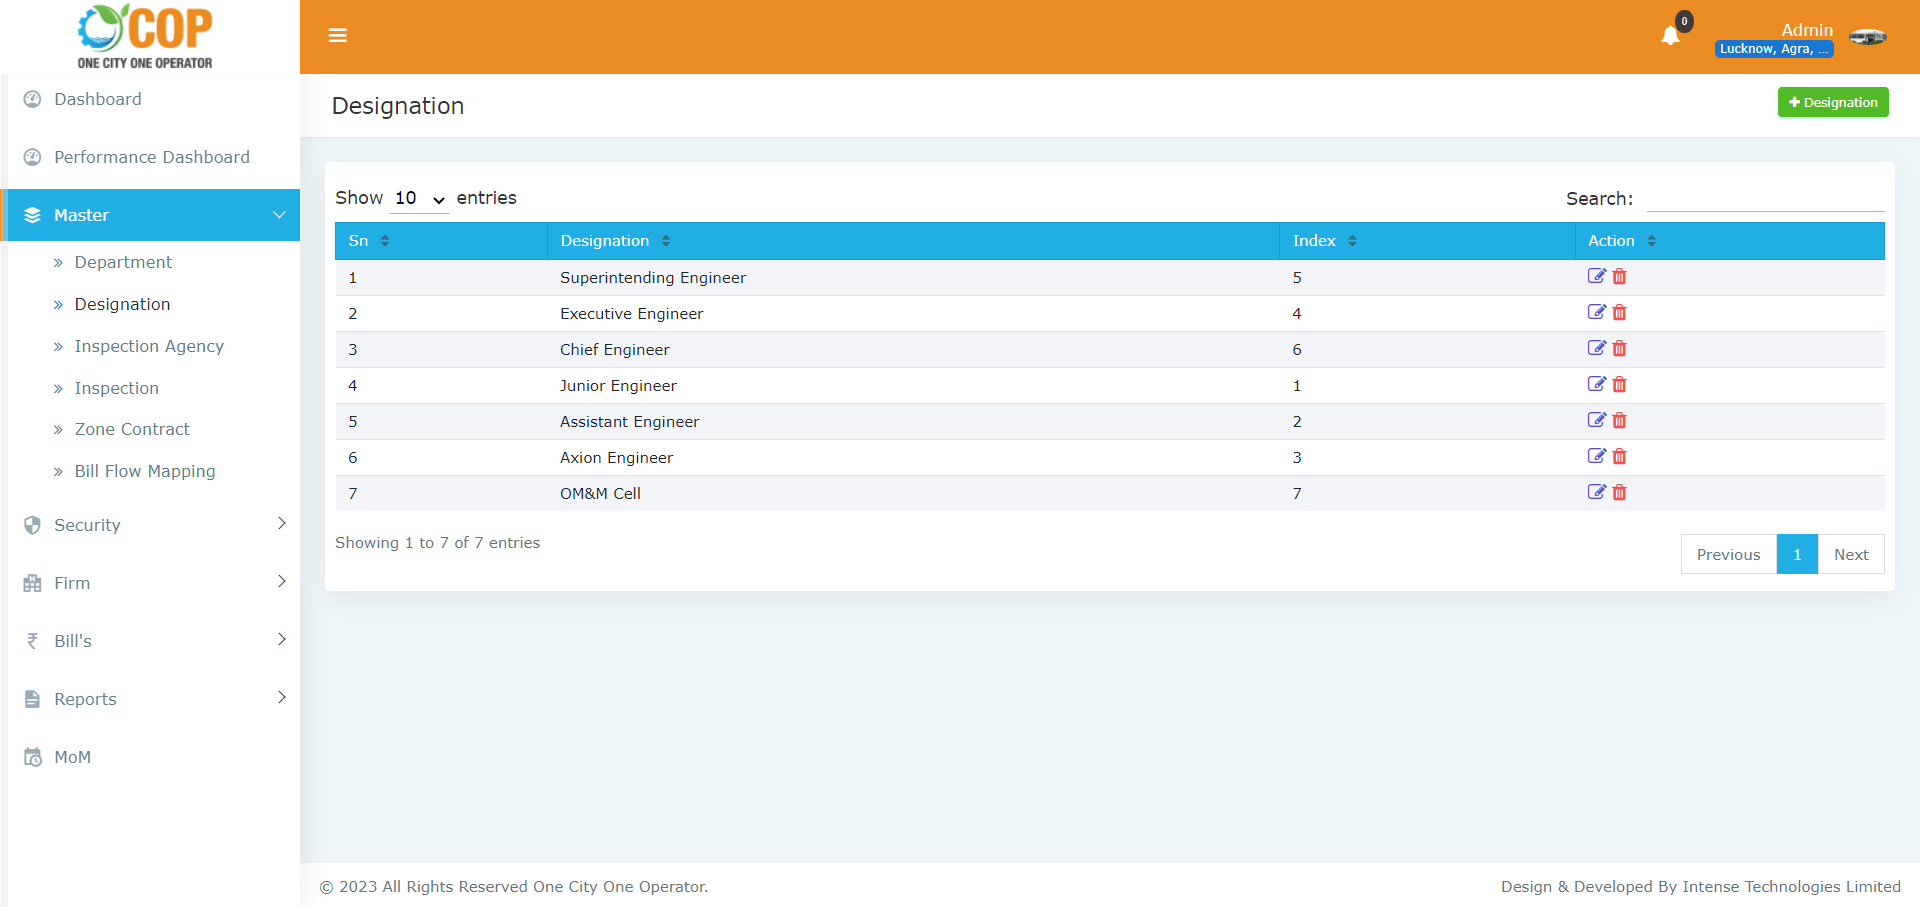 COP
ONE CITY ONE OPERATOR
0
Admin
Lucknow, Agra, ...
Dashboard
Performance Dashboard
Master
Department
Designation
Inspection Agency
Inspection
Zone Contract
Bill Flow Mapping
Security
Firm
Bill's
Reports
MoM
Designation
Designation
Show 10 entries
Search:
Sn Designation Index Action
1 Superintending Engineer 5
2 Executive Engineer 4
3 Chief Engineer 6
4 Junior Engineer 1
5 Assistant Engineer 2
6 Axion Engineer 3
7 OM&M Cell 7
Showing 1 to 7 of 7 entries
Previous 1 Next
© 2023 All Rights Reserved One City One Operator.
Design & Developed By Intense Technologies Limited